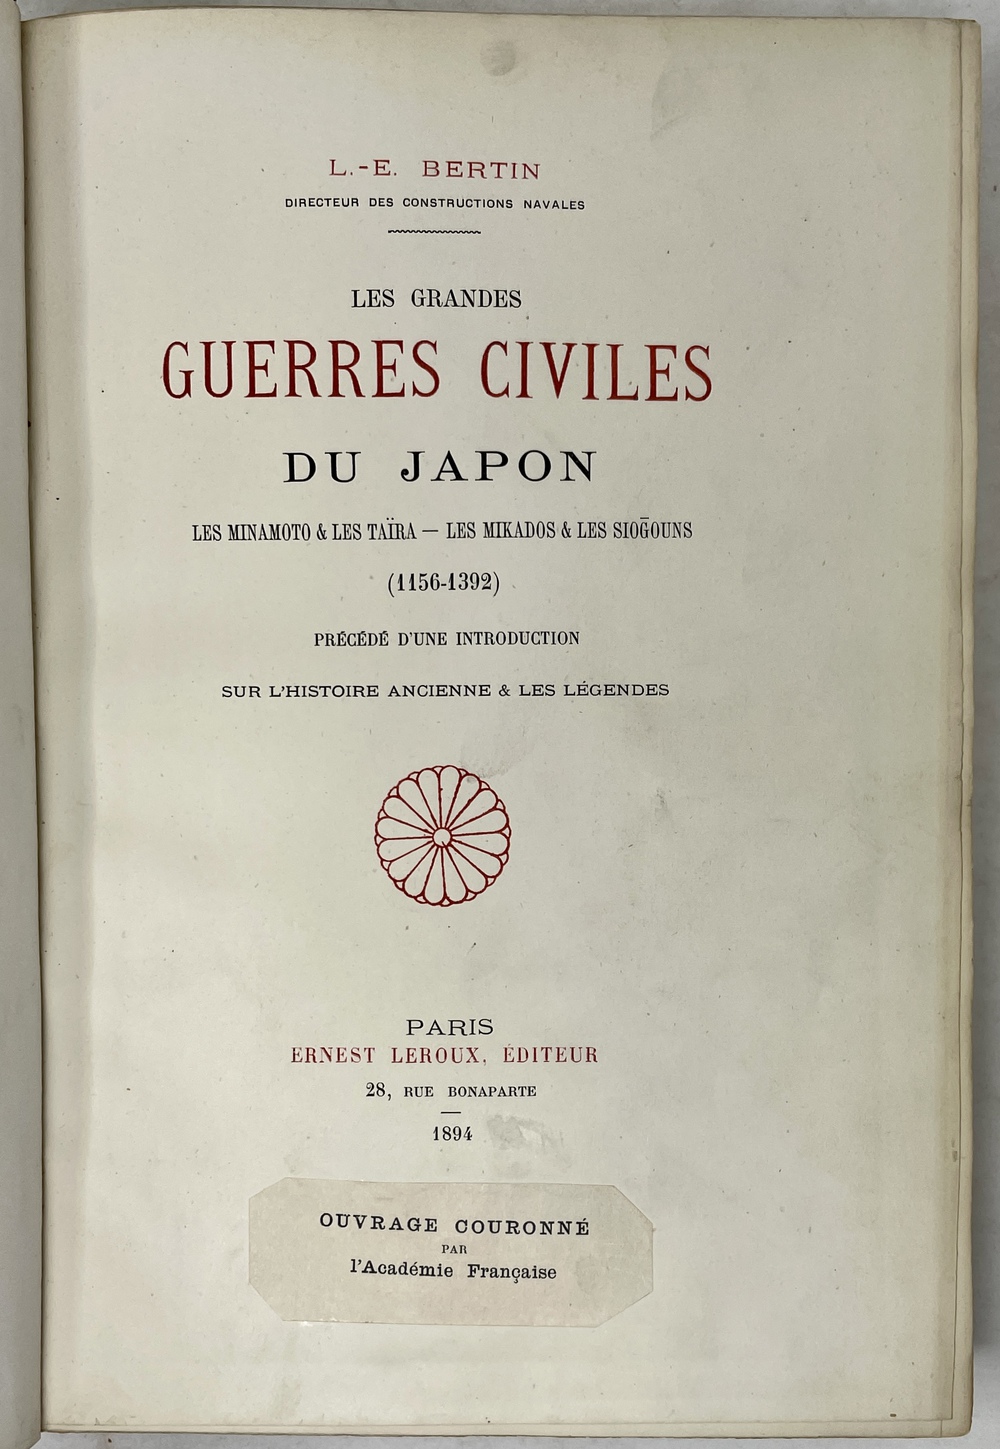 L.-E. BERTIN
DIRECTEUR DES CONSTRUCTIONS NAVALES
LES GRANDES
GUERRES CIVILES
DU JAPON
LES MINAMOTO & LES TAÏRA — LES MIKADOS & LES SIOḠOUNS
(1156-1392)
PRÉCÉDÉ D'UNE INTRODUCTION
SUR L'HISTOIRE ANCIENNE & LES LÉGENDES
PARIS
ERNEST LEROUX, ÉDITEUR
28, RUE BONAPARTE
1894
OUVRAGE COURONNÉ
PAR
l'Académie Française